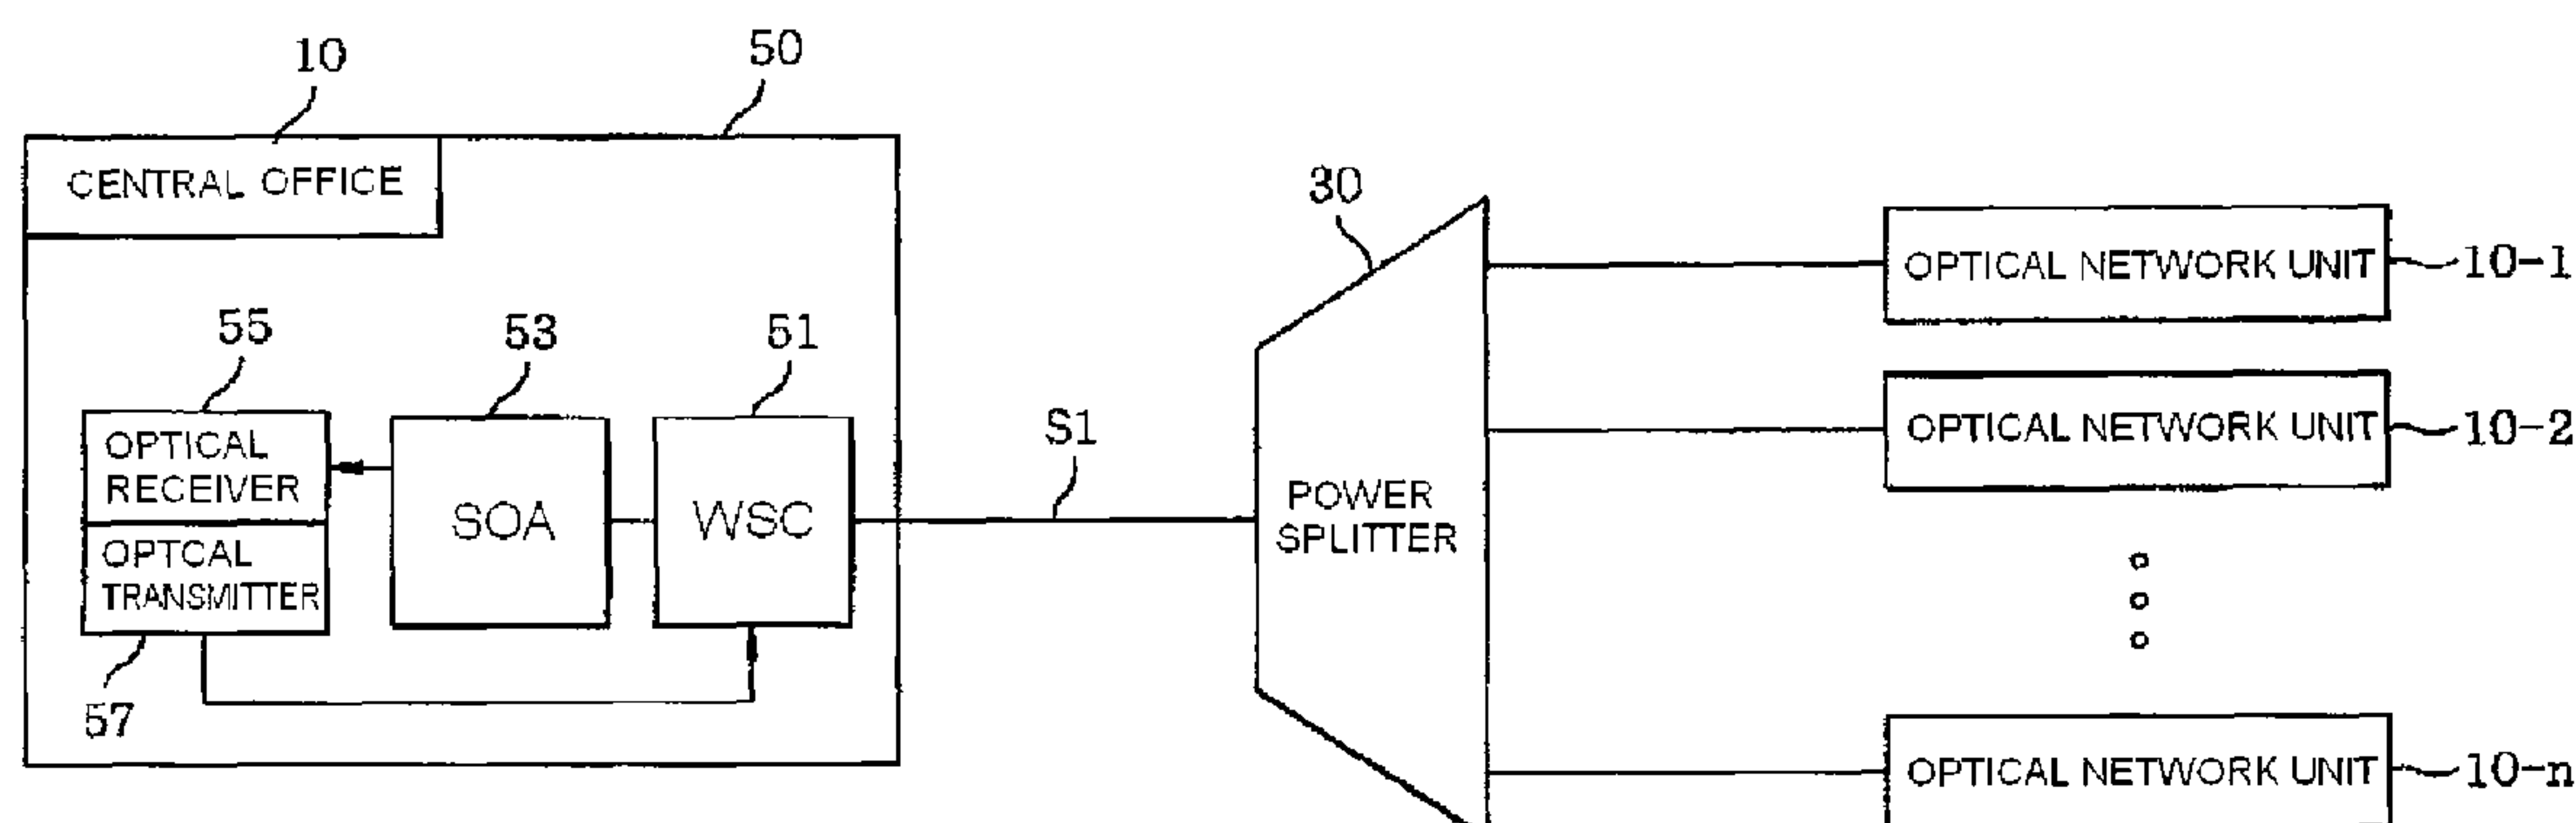 10
50
CENTRAL OFFICE
30
OPTICAL NETWORK UNIT
10-1
55
53
51
OPTICAL
RECEIVER
OPTCAL
TRANSMITTER
SOA
WSC
57
S1
POWER
SPLITTER
OPTICAL NETWORK UNIT
10-2
OPTICAL NETWORK UNIT
10-n